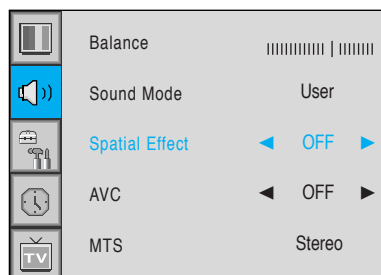 Balance
Sound Mode User
Spatial Effect ◄ OFF ►
AVC ◄ OFF ►
MTS Stereo
TV